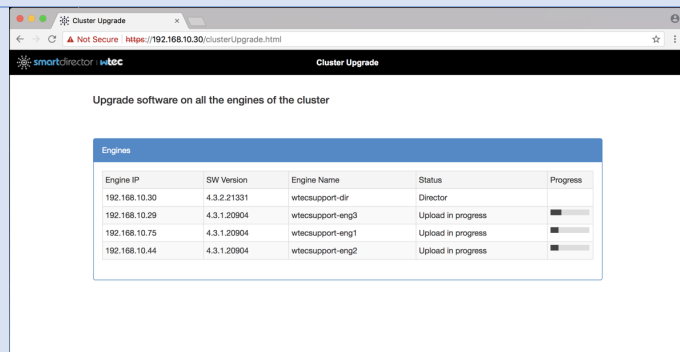 Cluster Upgrade
Not Secure https://192.168.10.30/clusterUpgrade.html
smartdirector wtec Cluster Upgrade
Upgrade software on all the engines of the cluster
Engines
Engine IP SW Version Engine Name Status Progress
192.168.10.30 4.3.2.21331 wtecsupport-dir Director
192.168.10.29 4.3.1.20904 wtecsupport-eng3 Upload in progress
192.168.10.75 4.3.1.20904 wtecsupport-eng1 Upload in progress
192.168.10.44 4.3.1.20904 wtecsupport-eng2 Upload in progress